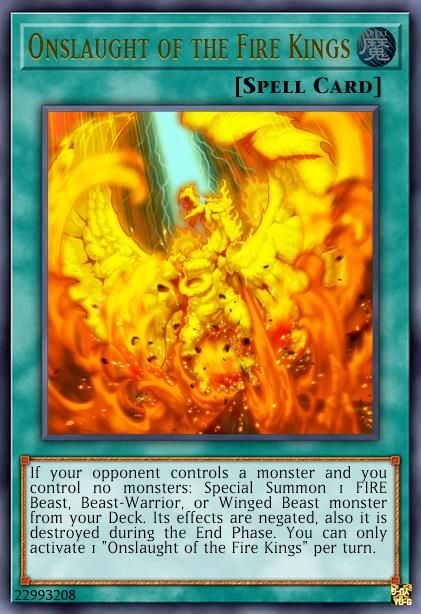 ONSLAUGHT OF THE FIRE KINGS
魔
[SPELL CARD]
If your opponent controls a monster and you
control no monsters: Special Summon 1 FIRE
Beast, Beast-Warrior, or Winged Beast monster
from your Deck. Its effects are negated, also it is
destroyed during the End Phase. You can only
activate 1 "Onslaught of the Fire Kings" per turn.
22993208